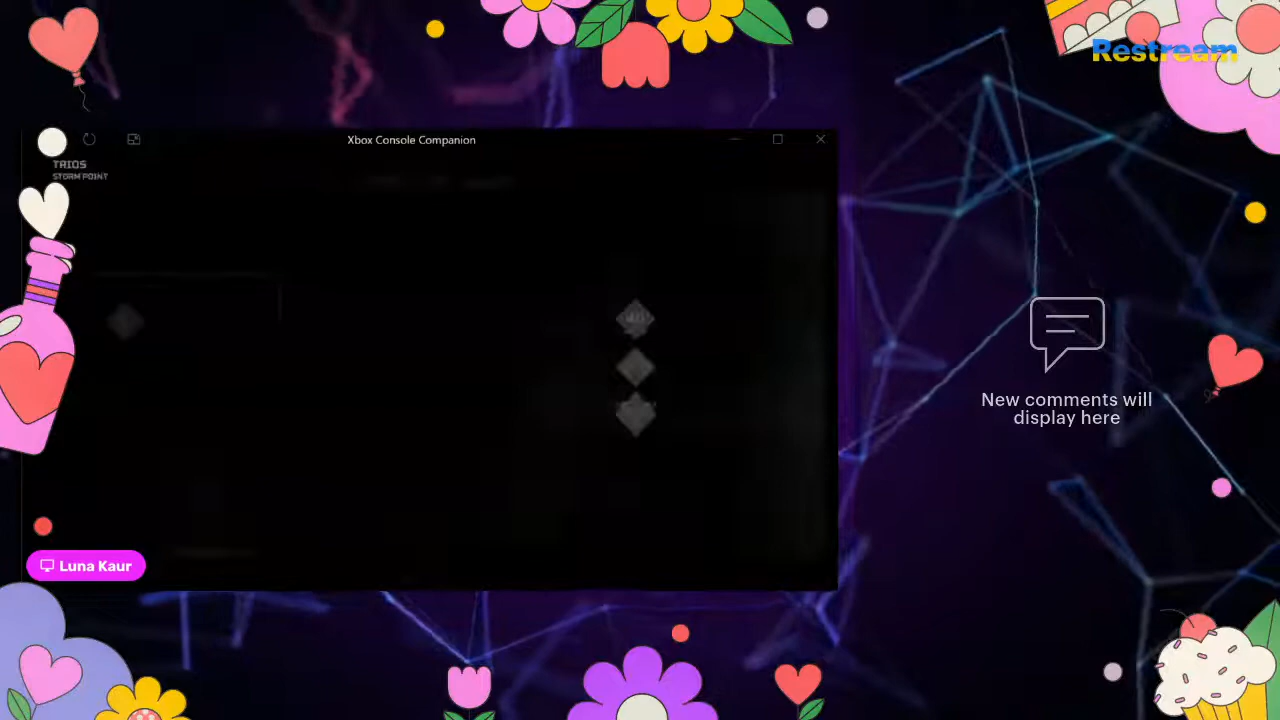 Restream
Xbox Console Companion
TRIOS
STORM POINT
New comments will
display here
Luna Kaur